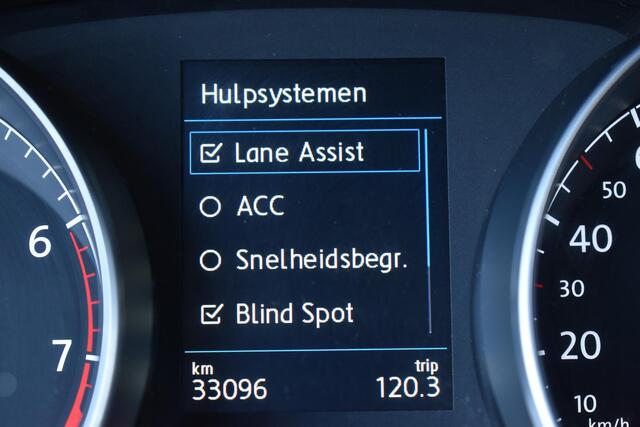 Hulpsystemen
Lane Assist
ACC
Snelheidsbegr.
Blind Spot
km
trip
33096
120.3
6
7
50
40
30
20
10
km/h